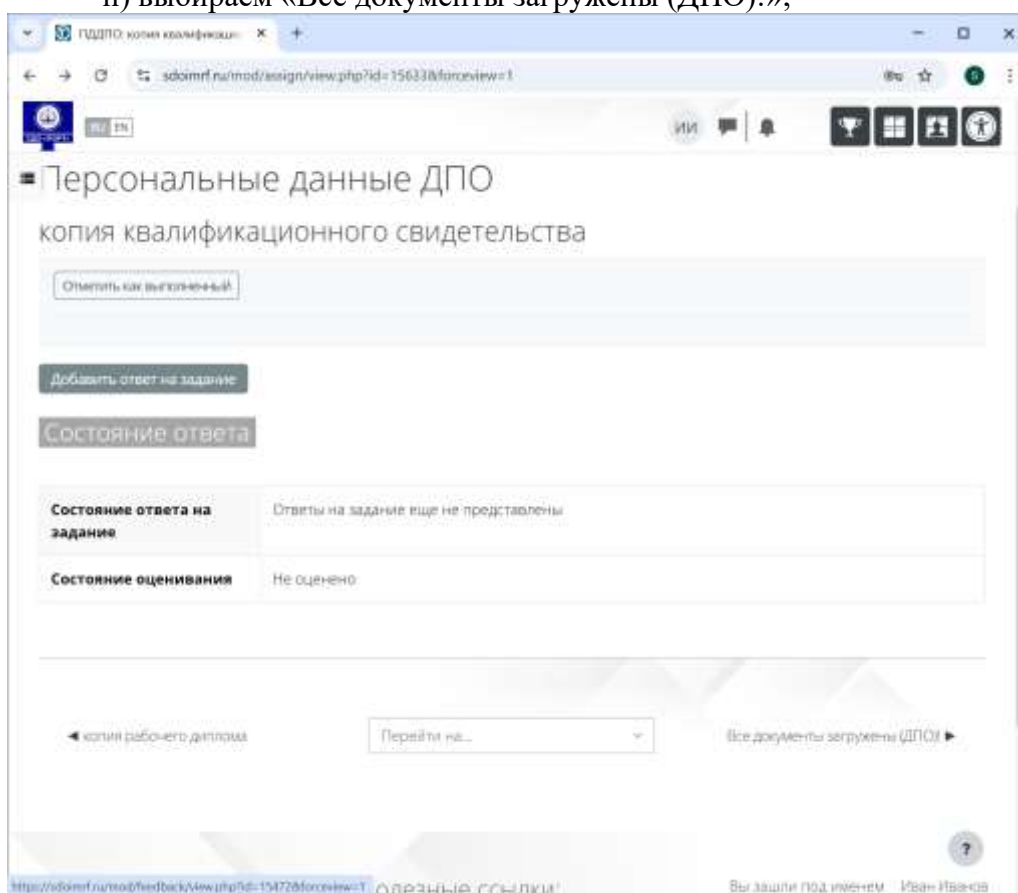 п) выбираем «Все документы загружены (ДПО).»;
ПДДПО: копия квалификаци
sdoimrf.ru/mod/assign/view.php?id=15633&forceview=1
RU EN
ИИ
Персональные данные ДПО
копия квалификационного свидетельства
Отметить как выполненный
Добавить ответ на задание
Состояние ответа
Состояние ответа на задание
Ответы на задание еще не представлены
Состояние оценивания
Не оценено
◄ копия рабочего диплома
Перейти на...
Все документы загружены (ДПО)! ►
?
https://sdoimrf.ru/mod/feedback/view.php?id=15472&forceview=1
олезные ссылки:
Вы зашли под именем Иван Иванов